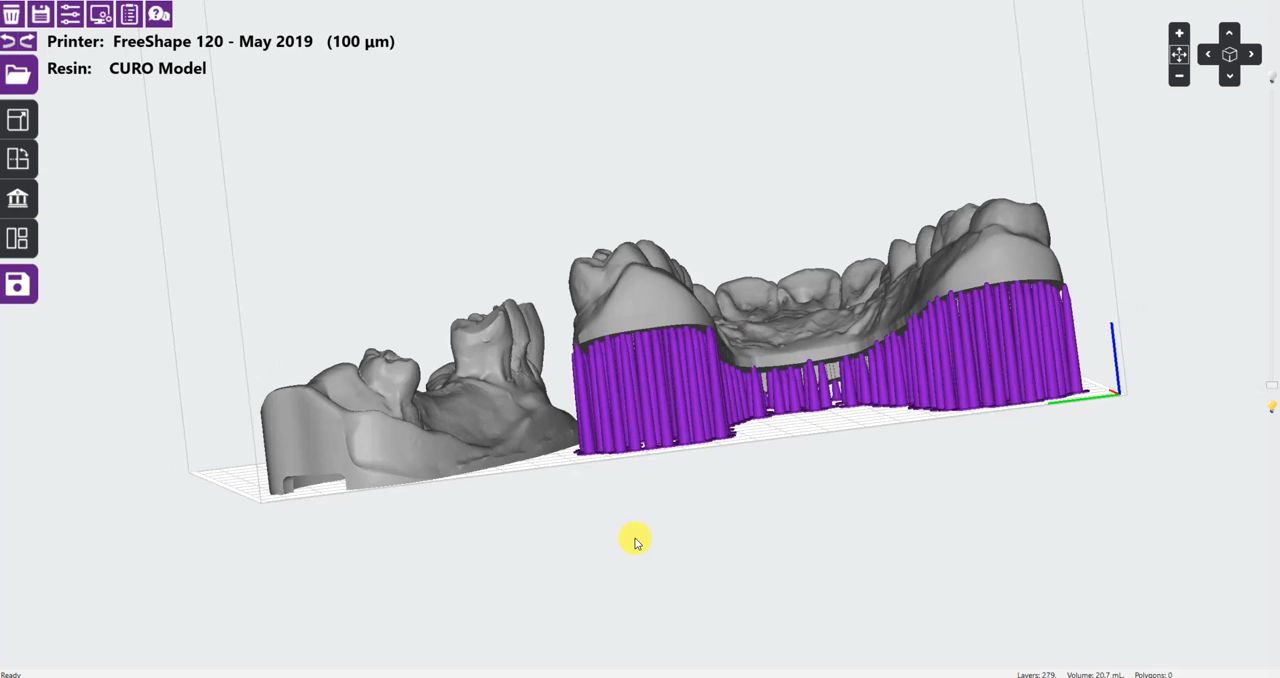 Printer: FreeShape 120 - May 2019 (100 µm)
Resin: CURO Model
Ready
Layers: 279. Volume: 20.7 mL. Polygons: 0